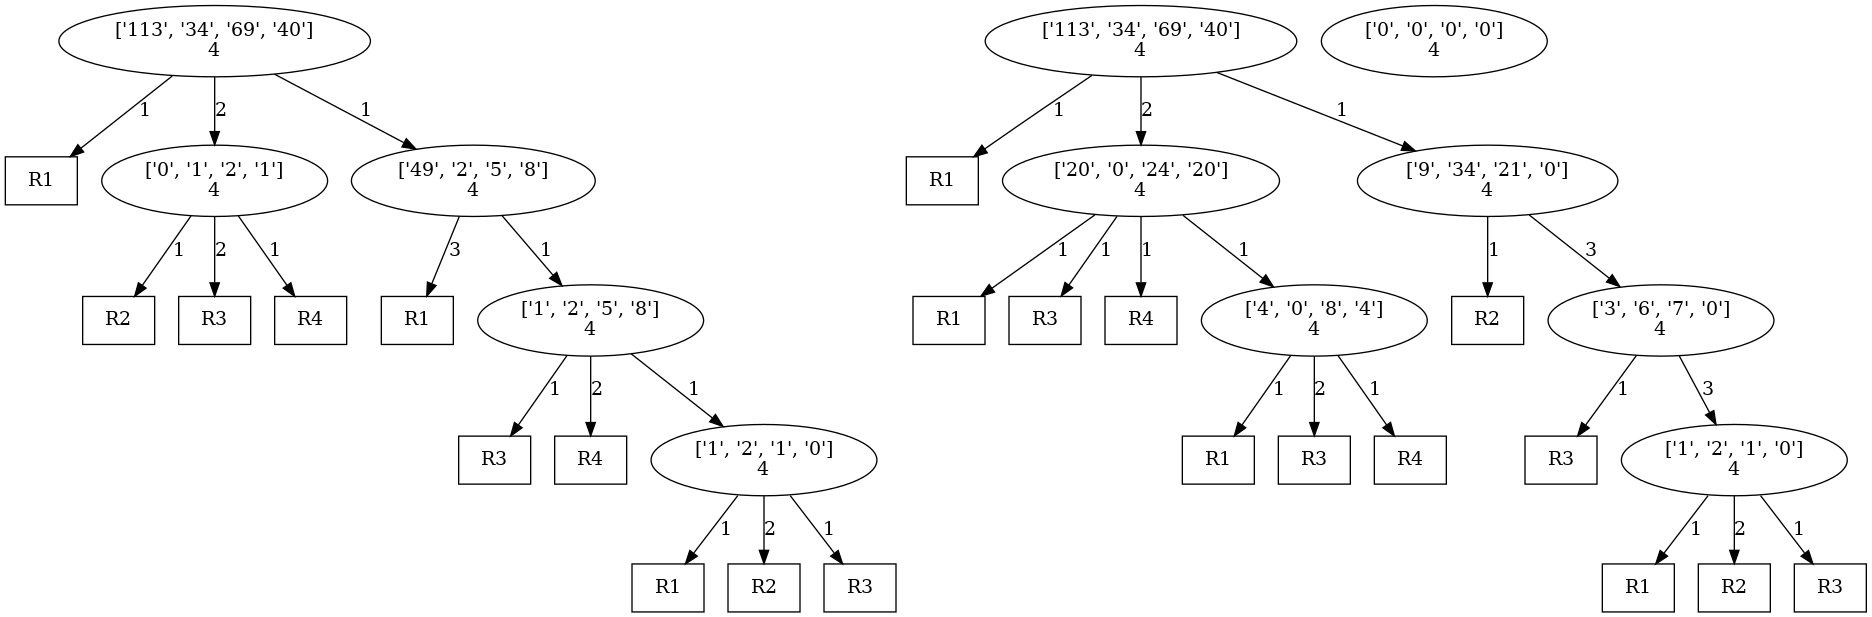 ['113', '34', '69', '40']
4
['113', '34', '69', '40']
4
['0', '0', '0', '0']
4
1
2
1
1
2
1
R1
['0', '1', '2', '1']
4
['49', '2', '5', '8']
4
R1
['20', '0', '24', '20']
4
['9', '34', '21', '0']
4
1
2
1
3
1
1
1
1
1
1
3
R2
R3
R4
R1
['1', '2', '5', '8']
4
R1
R3
R4
['4', '0', '8', '4']
4
R2
['3', '6', '7', '0']
4
1
2
1
1
2
1
1
3
R3
R4
['1', '2', '1', '0']
4
R1
R3
R4
R3
['1', '2', '1', '0']
4
1
2
1
1
2
1
R1
R2
R3
R1
R2
R3